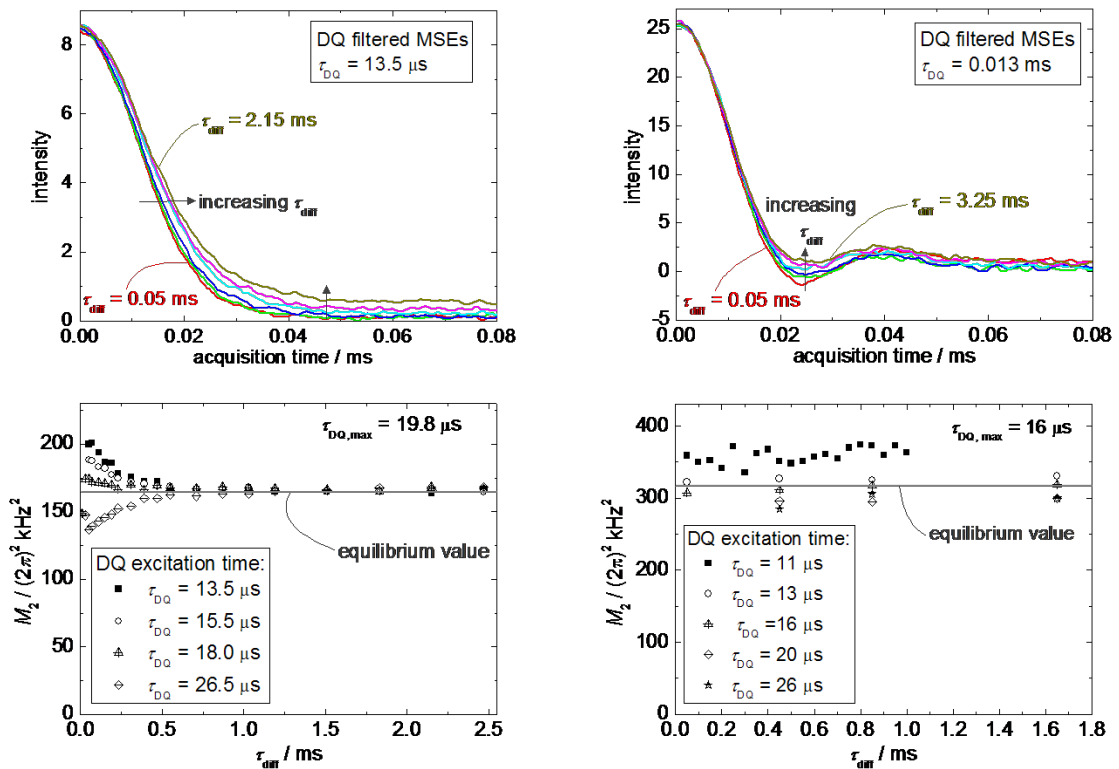 DQ filtered MSEs
τDQ = 13.5 μs
τdiff = 2.15 ms
increasing τdiff
τdiff = 0.05 ms
intensity
8
6
4
2
0
0.00 0.02 0.04 0.06 0.08
acquisition time / ms
DQ filtered MSEs
τDQ = 0.013 ms
increasing
τdiff
τdiff = 3.25 ms
τdiff = 0.05 ms
intensity
25
20
15
10
5
0
-5
0.00 0.02 0.04 0.06 0.08
acquisition time / ms
τDQ,max = 19.8 μs
equilibrium value
DQ excitation time:
τDQ = 13.5 μs
τDQ = 15.5 μs
τDQ = 18.0 μs
τDQ = 26.5 μs
M2 / (2π)² kHz²
200
150
100
50
0
0.0 0.5 1.0 1.5 2.0 2.5
τdiff / ms
τDQ, max = 16 μs
equilibrium value
DQ excitation time:
τDQ = 11 μs
τDQ = 13 μs
τDQ =16 μs
τDQ = 20 μs
τDQ = 26 μs
M2 / (2π)² kHz²
400
300
200
100
0
0.0 0.2 0.4 0.6 0.8 1.0 1.2 1.4 1.6 1.8
τdiff / ms